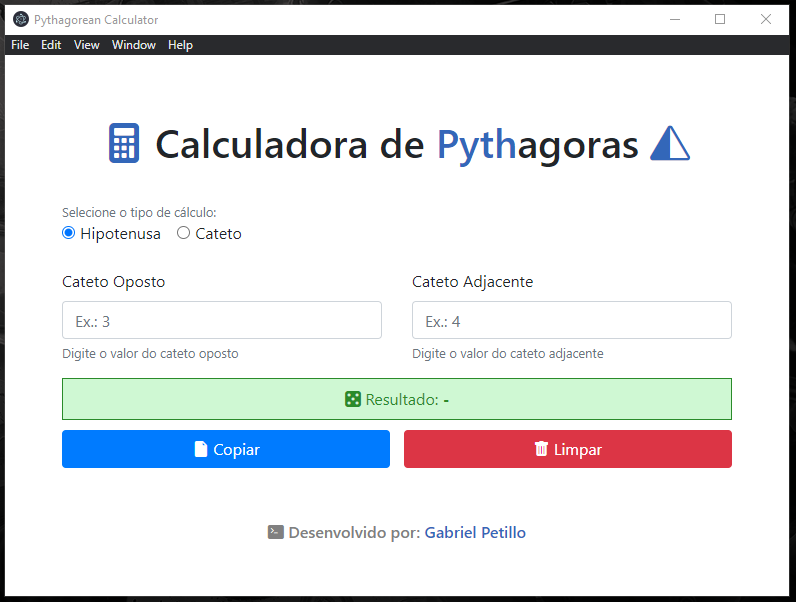 Pythagorean Calculator
File Edit View Window Help
Calculadora de Pythagoras
Selecione o tipo de cálculo:
Hipotenusa Cateto
Cateto Oposto Cateto Adjacente
Ex.: 3 Ex.: 4
Digite o valor do cateto oposto Digite o valor do cateto adjacente
Resultado: -
Copiar Limpar
Desenvolvido por: Gabriel Petillo